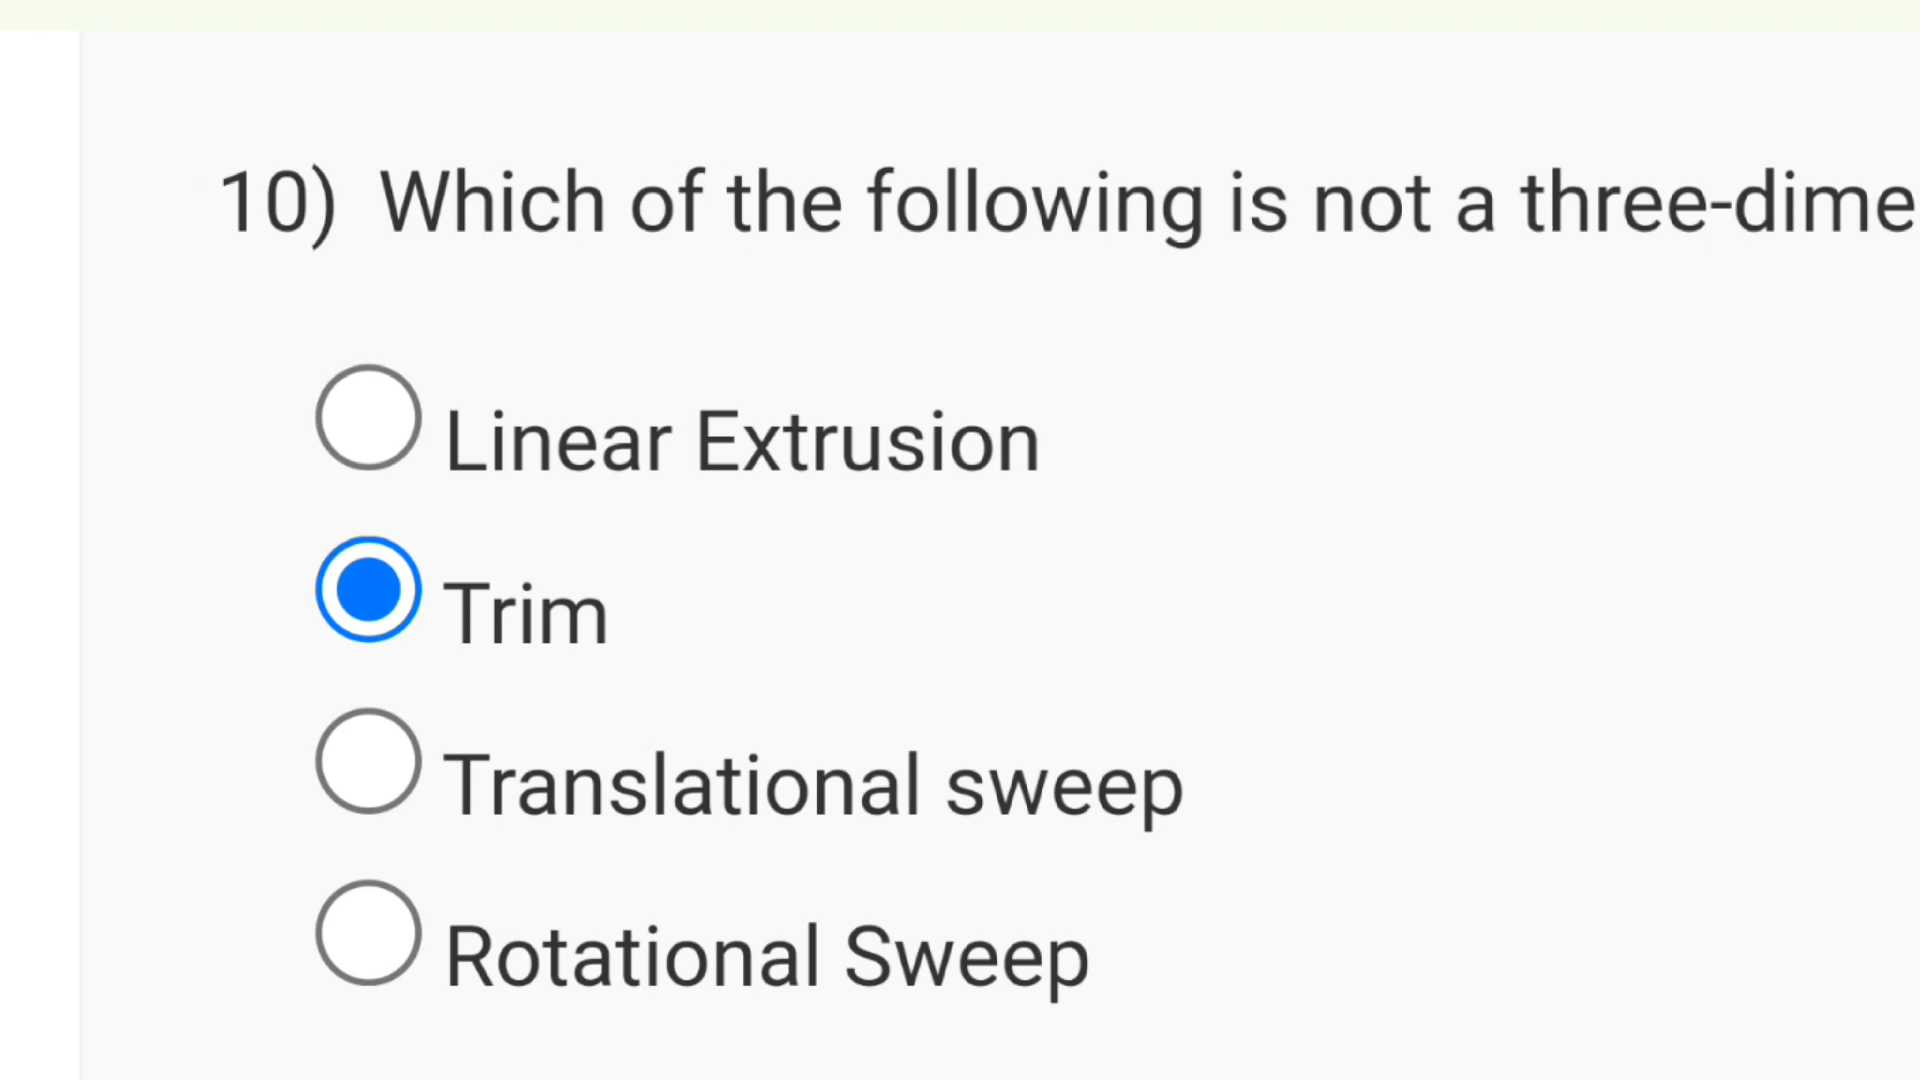 10) Which of the following is not a three-dime
Linear Extrusion
Trim
Translational sweep
Rotational Sweep